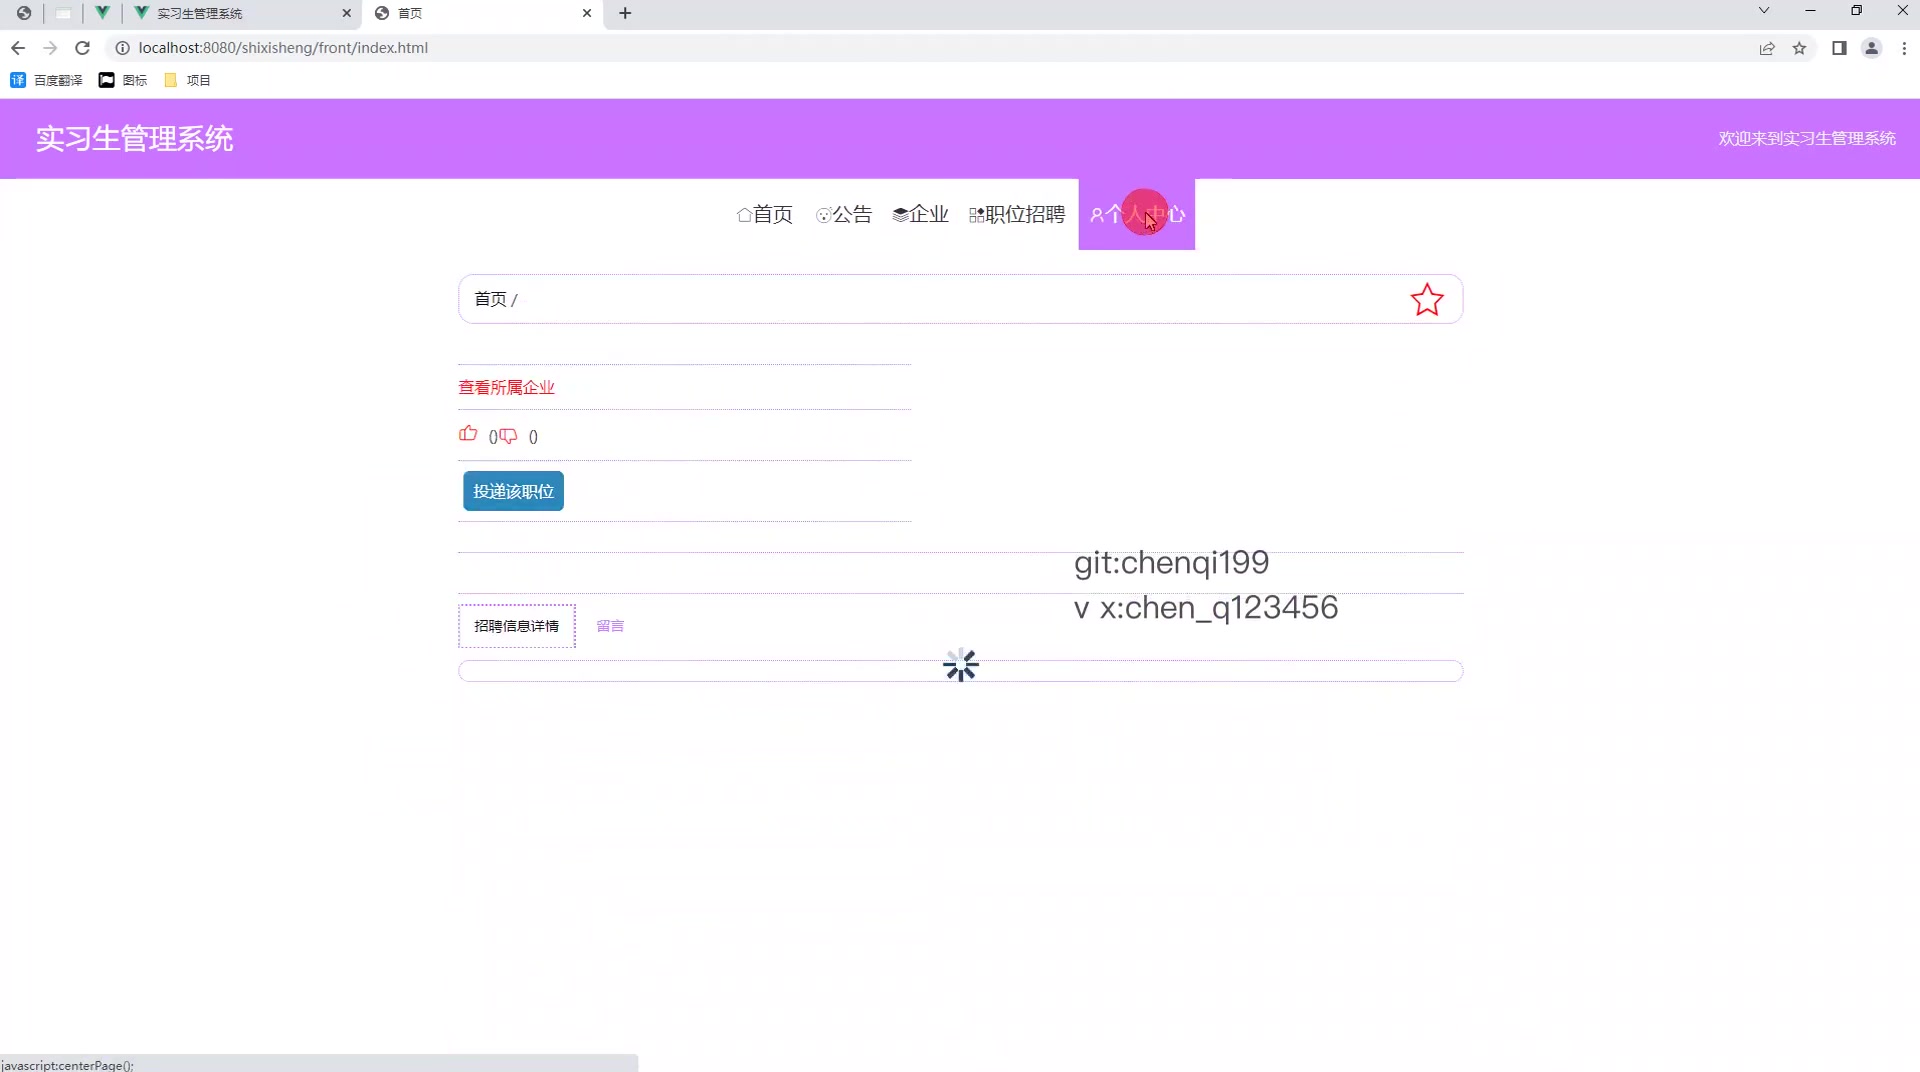 实习生管理系统
首页
localhost:8080/shixisheng/front/index.html
译 百度翻译 图标 项目
实习生管理系统
欢迎来到实习生管理系统
首页 公告 企业 职位招聘 个人中心
首页 /
查看所属企业
() ()
投递该职位
git:chenqi199
v x:chen_q123456
招聘信息详情 留言
javascript:centerPage();